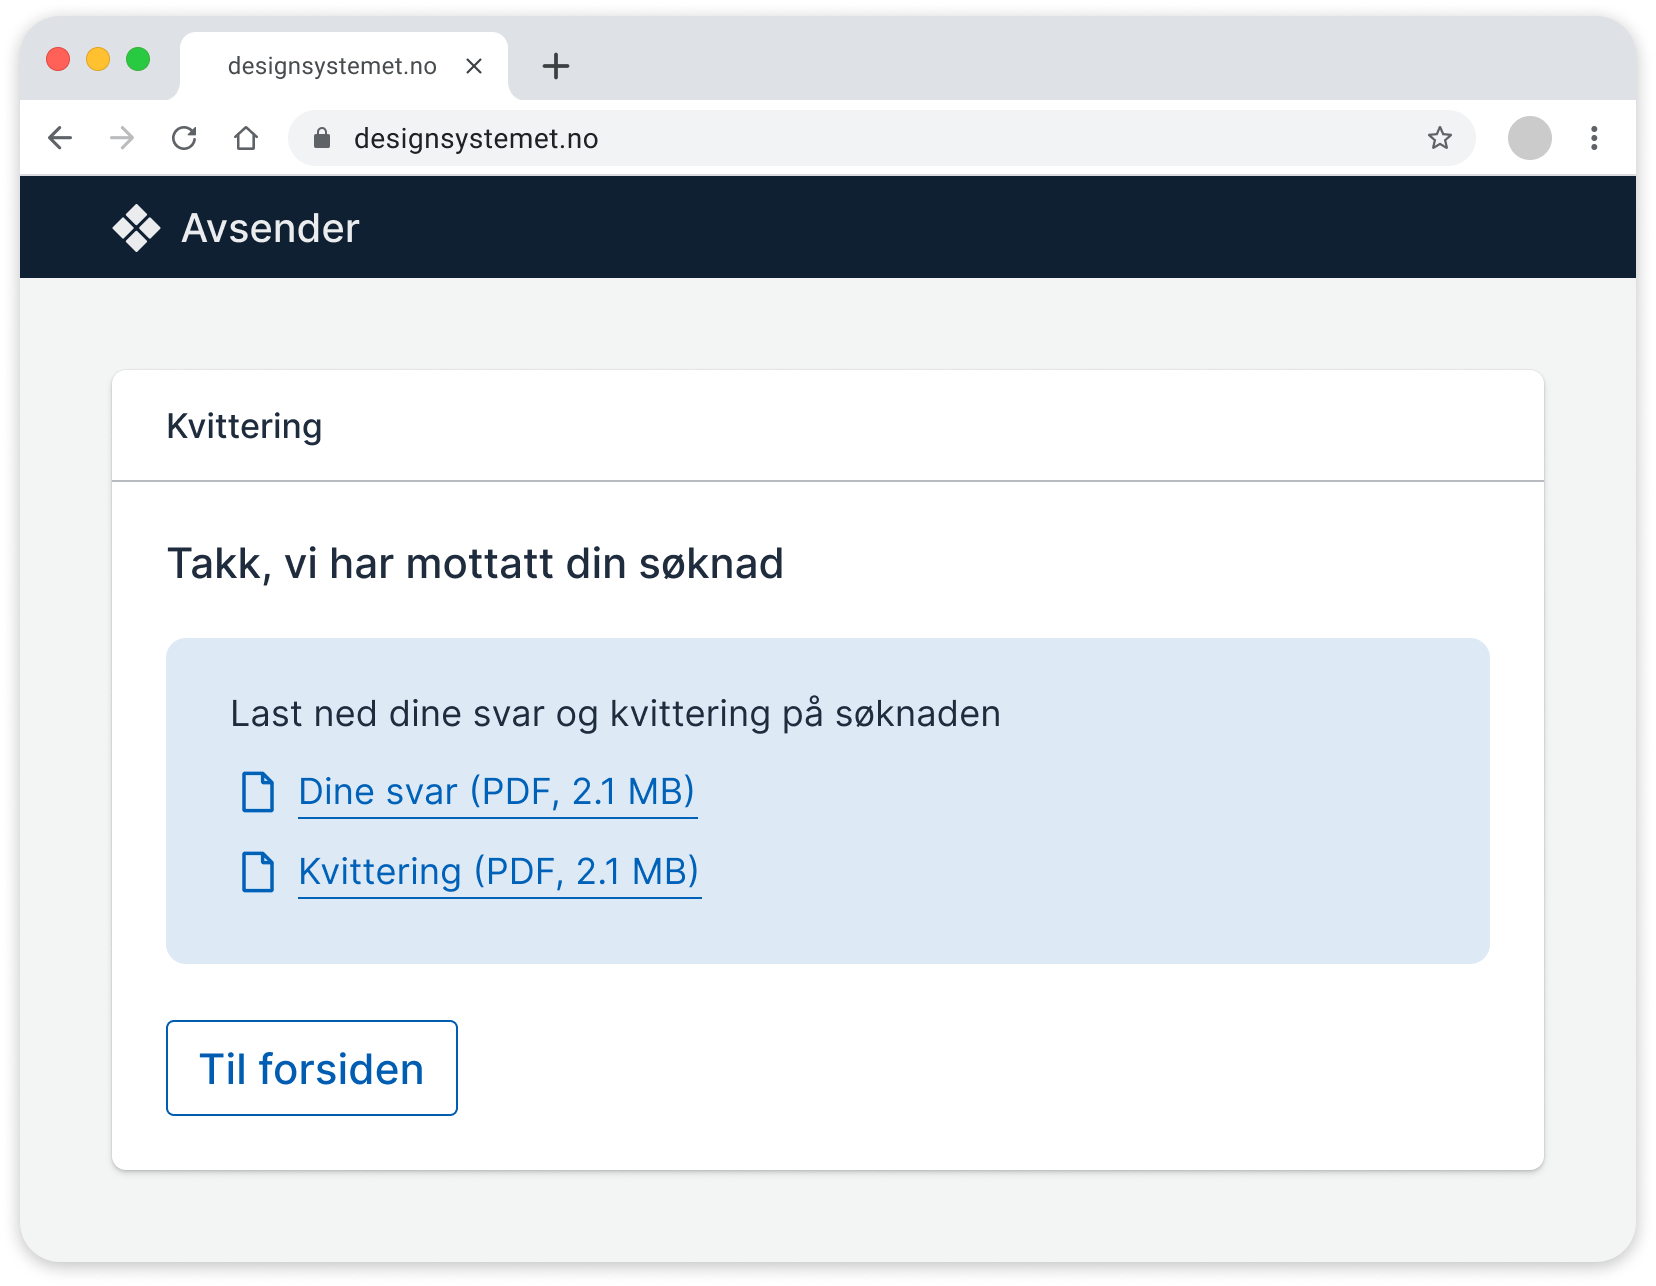 designsystemet.no
designsystemet.no
Avsender
Kvittering
Takk, vi har mottatt din søknad
Last ned dine svar og kvittering på søknaden
Dine svar (PDF, 2.1 MB)
Kvittering (PDF, 2.1 MB)
Til forsiden